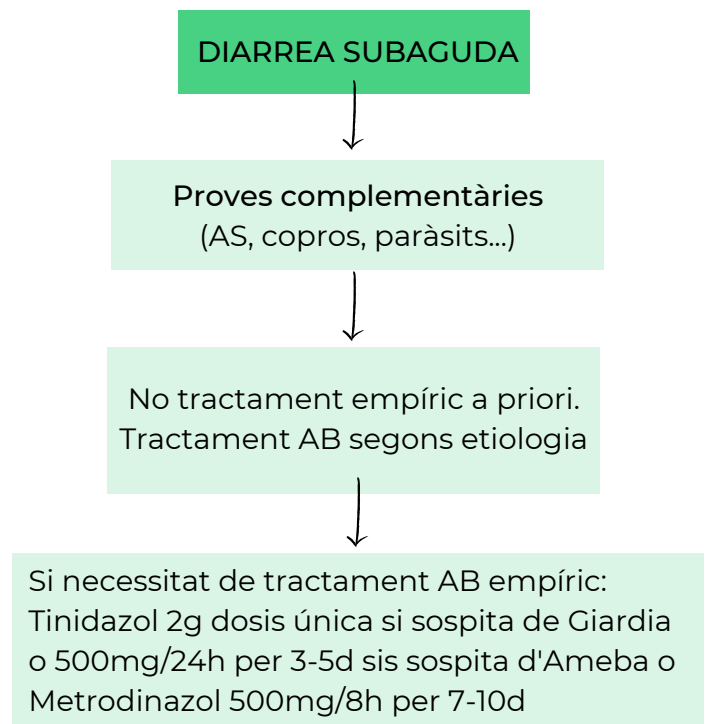 DIARREA SUBAGUDA
Proves complementàries
(AS, copros, paràsits...)
No tractament empíric a priori.
Tractament AB segons etiologia
Si necessitat de tractament AB empíric:
Tinidazol 2g dosis única si sospita de Giardia
o 500mg/24h per 3-5d sis sospita d'Ameba o
Metrodinazol 500mg/8h per 7-10d